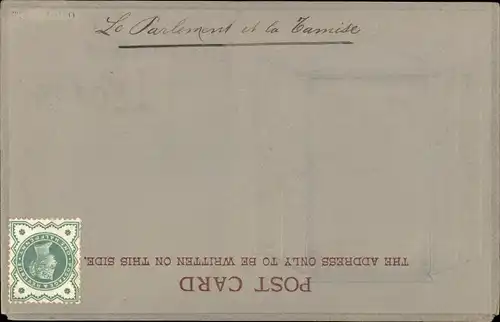 Le Parlement et la Tamise
POST CARD
THE ADDRESS ONLY TO BE WRITTEN ON THIS SIDE.